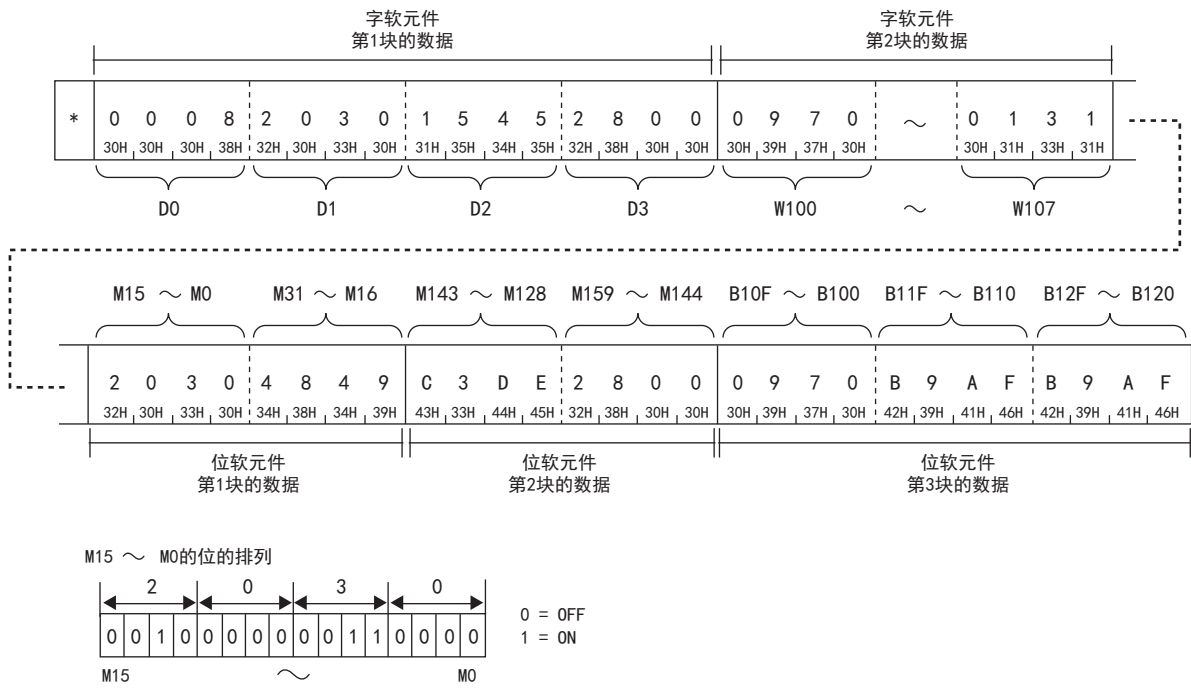 字软元件 字软元件
第1块的数据 第2块的数据
* 0 0 0 8 2 0 3 0 1 5 4 5 2 8 0 0 0 9 7 0 ～ 0 1 3 1
30H 30H 30H 38H 32H 30H 33H 30H 31H 35H 34H 35H 32H 38H 30H 30H 30H 39H 37H 30H 30H 31H 33H 31H
D0 D1 D2 D3 W100 ～ W107
M15 ～ M0 M31 ～ M16 M143 ～ M128 M159 ～ M144 B10F ～ B100 B11F ～ B110 B12F ～ B120
2 0 3 0 4 8 4 9 C 3 D E 2 8 0 0 0 9 7 0 B 9 A F B 9 A F
32H 30H 33H 30H 34H 38H 34H 39H 43H 33H 44H 45H 32H 38H 30H 30H 30H 39H 37H 30H 42H 39H 41H 46H 42H 39H 41H 46H
位软元件 位软元件 位软元件
第1块的数据 第2块的数据 第3块的数据
M15 ～ M0的位的排列
2 0 3 0
0 = OFF
0 0 1 0 0 0 0 0 0 0 1 1 0 0 0 0
1 = ON
M15 ～ M0